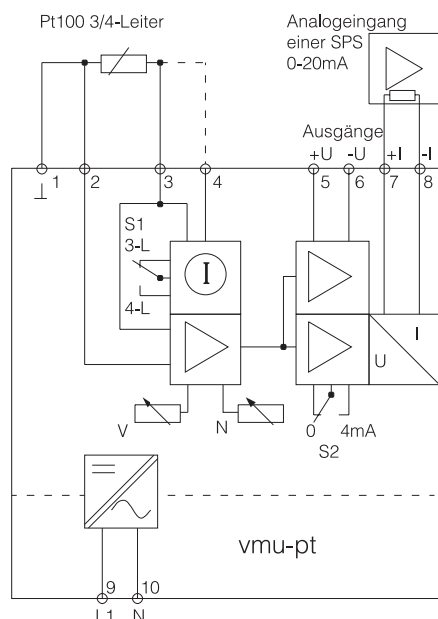 Pt100 3/4-Leiter
Analogeingang
einer SPS
0-20mA
Ausgänge
+U -U +I -I
1 2 3 4 5 6 7 8
⊥
S1
3-L
4-L
I
U
I
V
N
0 4mA
S2
vmu-pt
9 10
L1 N